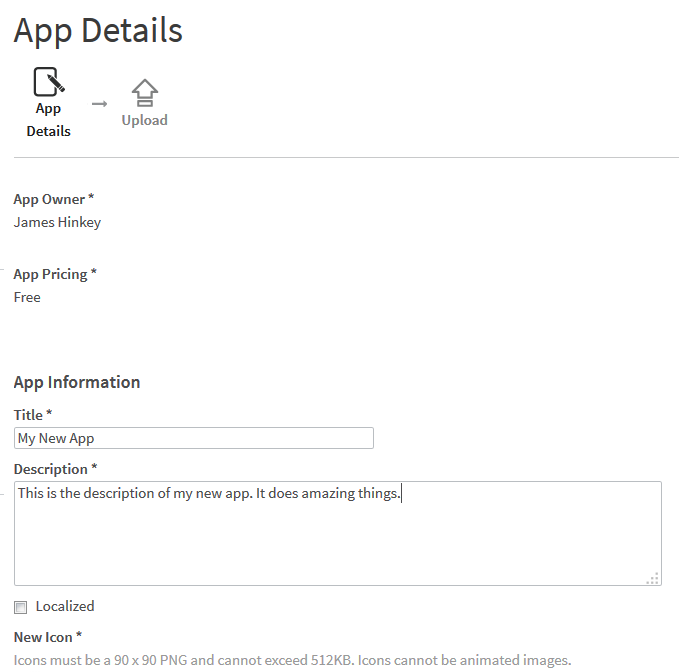 App Details
App
Details
Upload
App Owner *
James Hinkey
App Pricing *
Free
App Information
Title *
My New App
Description *
This is the description of my new app. It does amazing things.
Localized
New Icon *
Icons must be a 90 x 90 PNG and cannot exceed 512KB. Icons cannot be animated images.